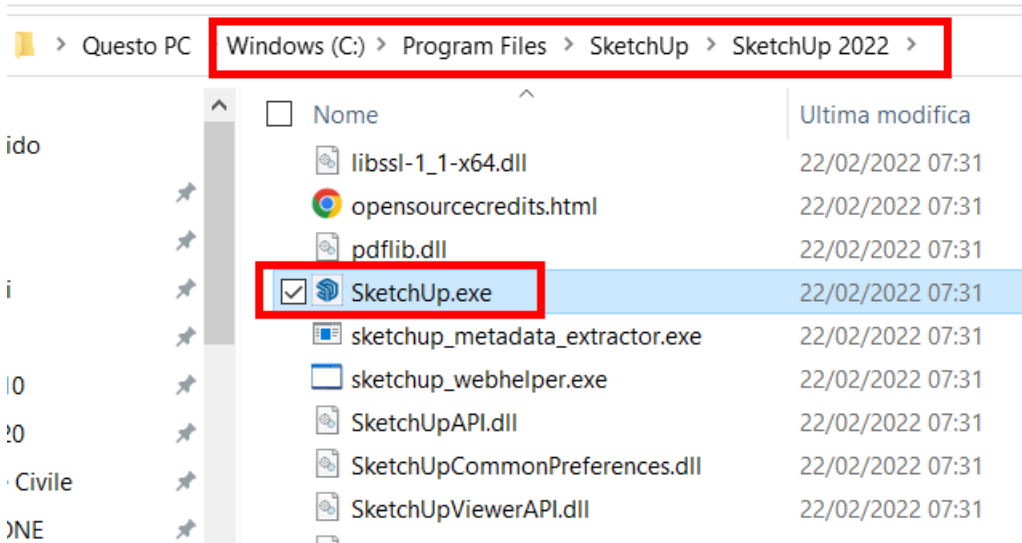 > Questo PC Windows (C:) > Program Files > SketchUp > SketchUp 2022 >
Nome Ultima modifica
libssl-1_1-x64.dll 22/02/2022 07:31
opensourcecredits.html 22/02/2022 07:31
pdflib.dll 22/02/2022 07:31
SketchUp.exe 22/02/2022 07:31
sketchup_metadata_extractor.exe 22/02/2022 07:31
sketchup_webhelper.exe 22/02/2022 07:31
SketchUpAPI.dll 22/02/2022 07:31
SketchUpCommonPreferences.dll 22/02/2022 07:31
SketchUpViewerAPI.dll 22/02/2022 07:31
ido
i
10
20
Civile
ONE